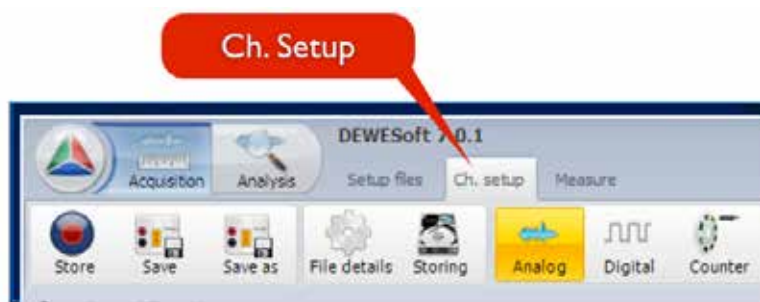 Ch. Setup
DEWESoft 7.0.1
Acquisition Analysis Setup files Ch. setup Measure
Store Save Save as File details Storing Analog Digital Counter